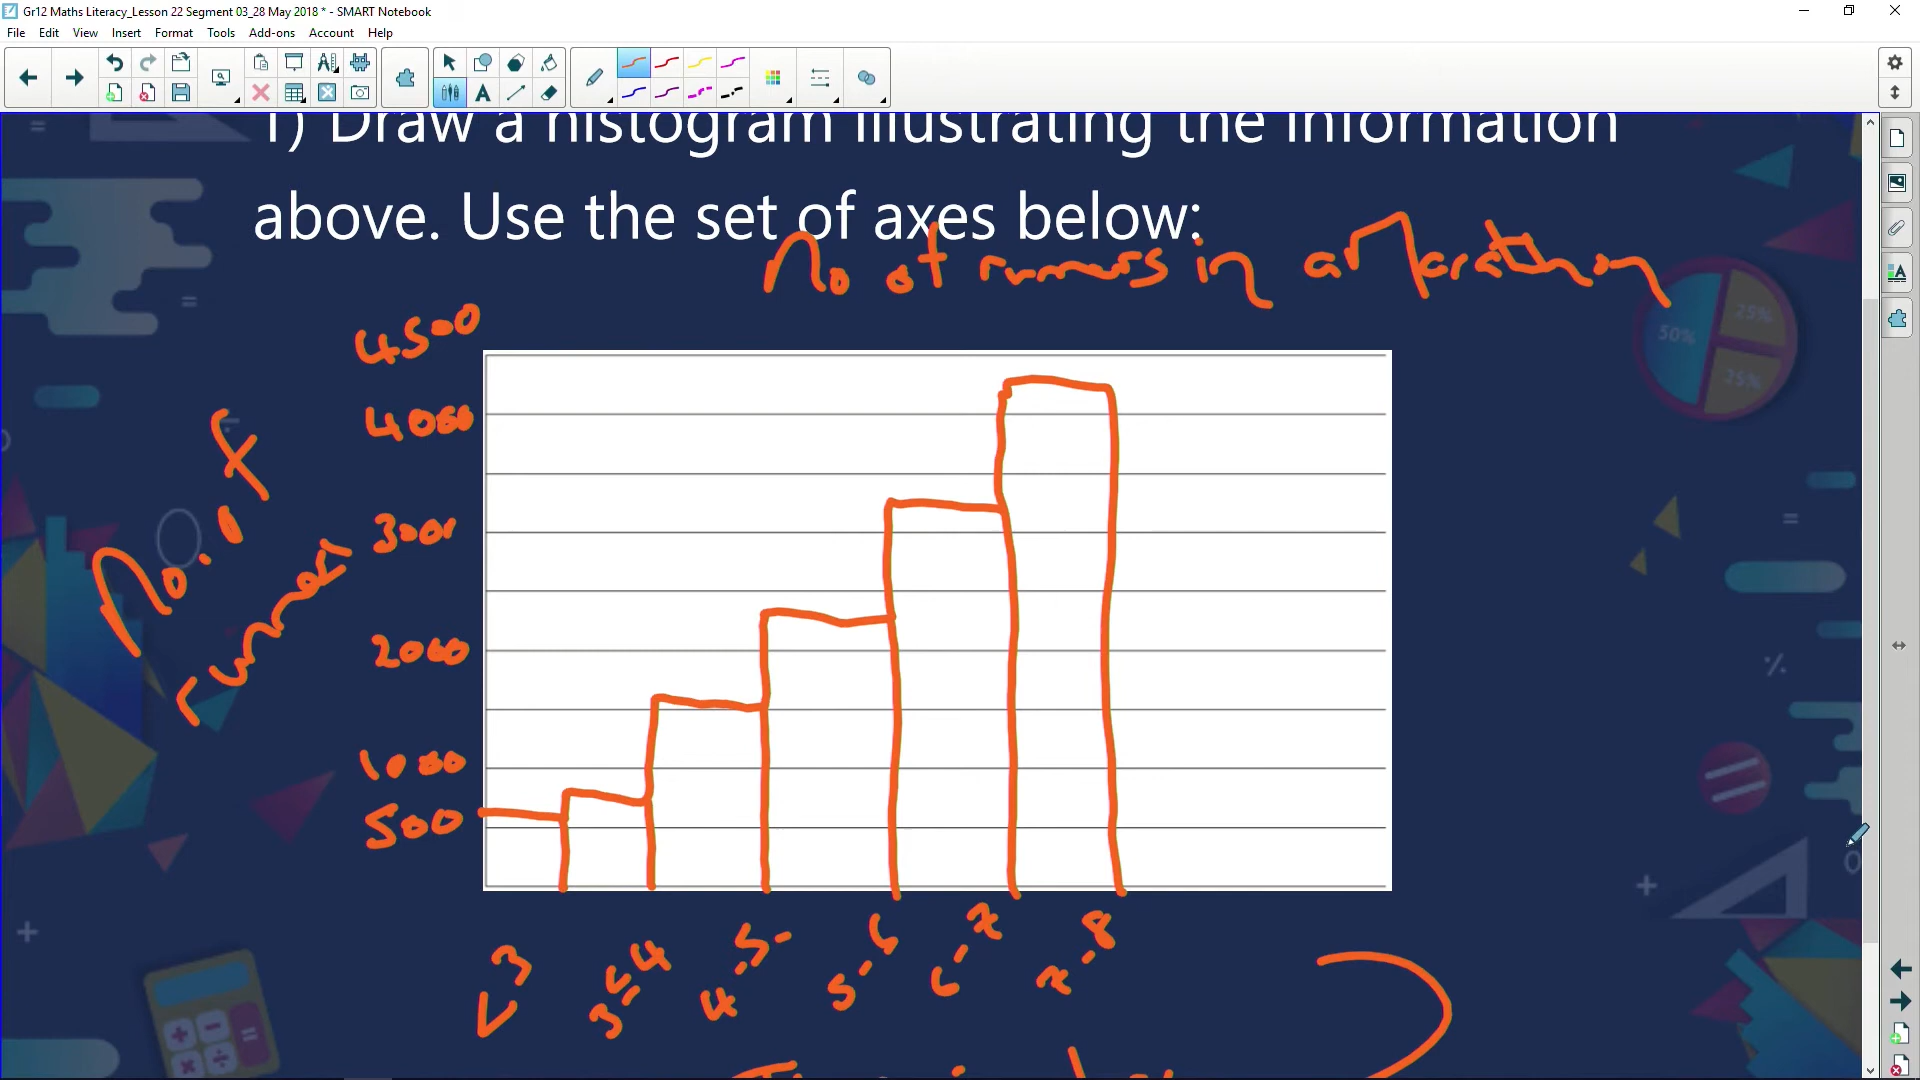 Gr12 Maths Literacy_Lesson 22 Segment 03_28 May 2018 * - SMART Notebook
File Edit View Insert Format Tools Add-ons Account Help
1) Draw a histogram illustrating the information
above. Use the set of axes below:
No of runners in a Marathon
4500
4000
3000
2000
1000
500
No. of
runners
50%
25%
25%
<3
3-<4
4-5-
5-6
6-7
7-8